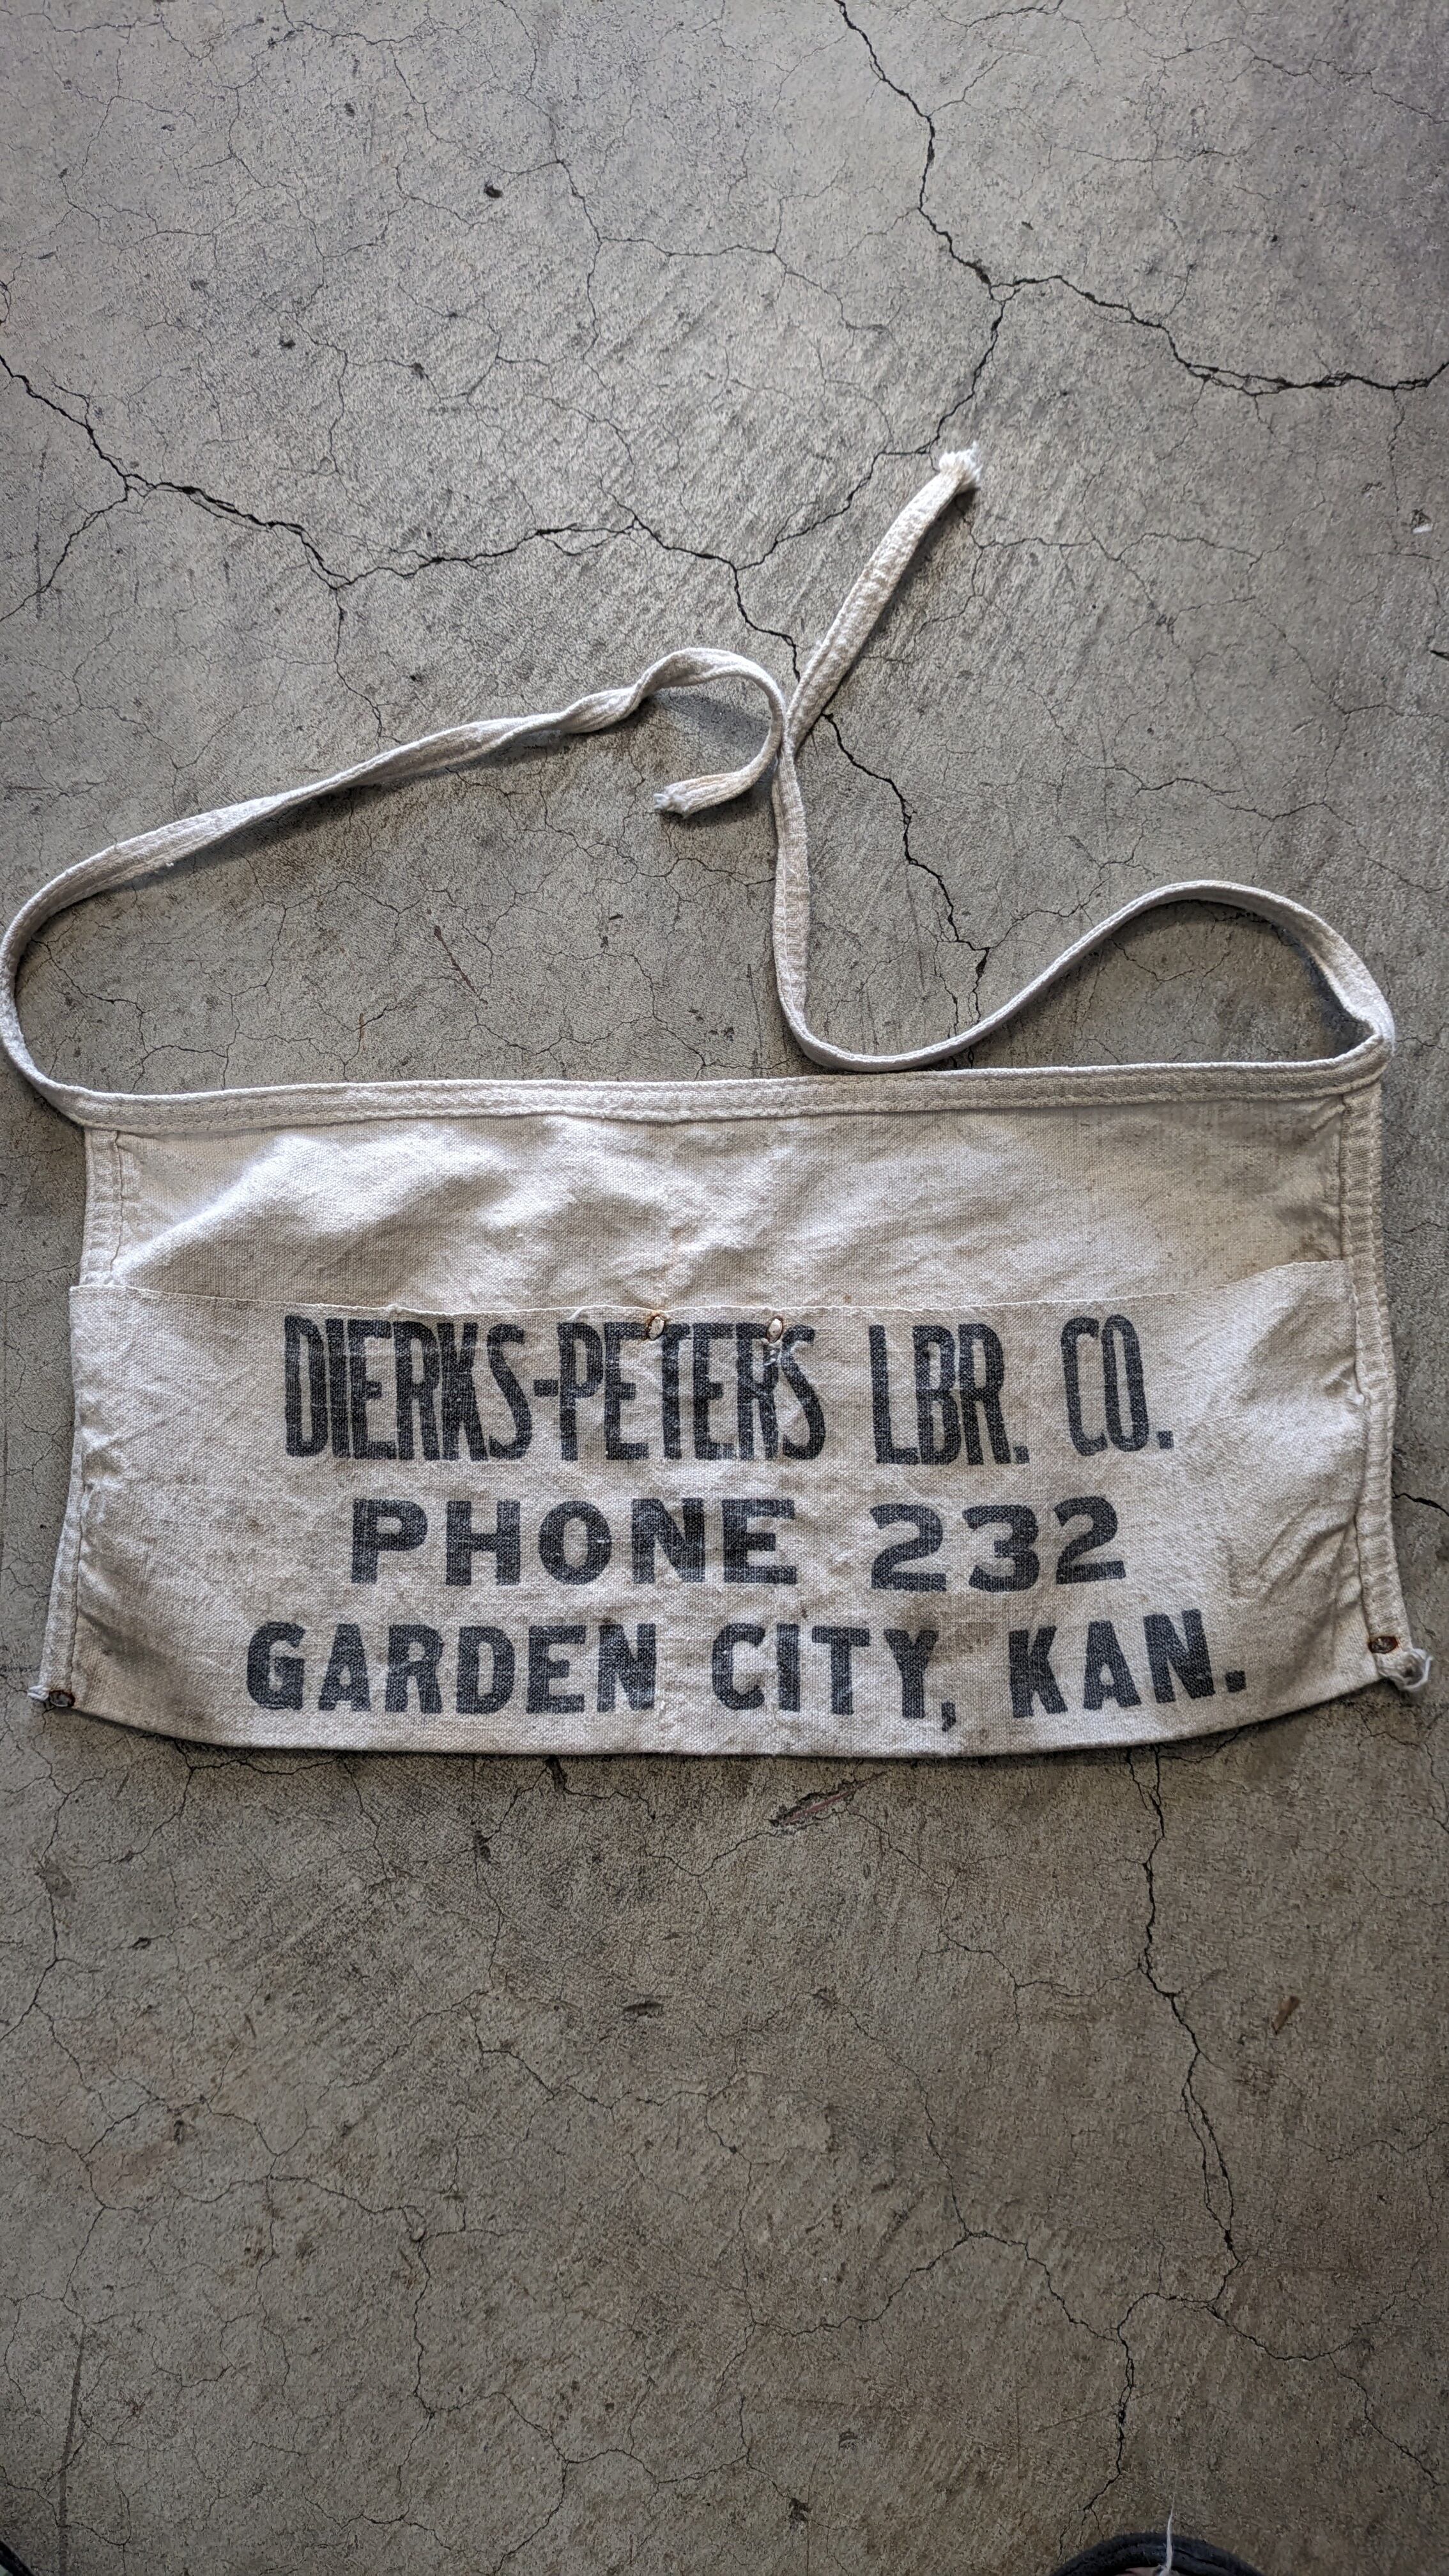 DIERKS-PETERS LBR. CO.
PHONE 232
GARDEN CITY, KAN.